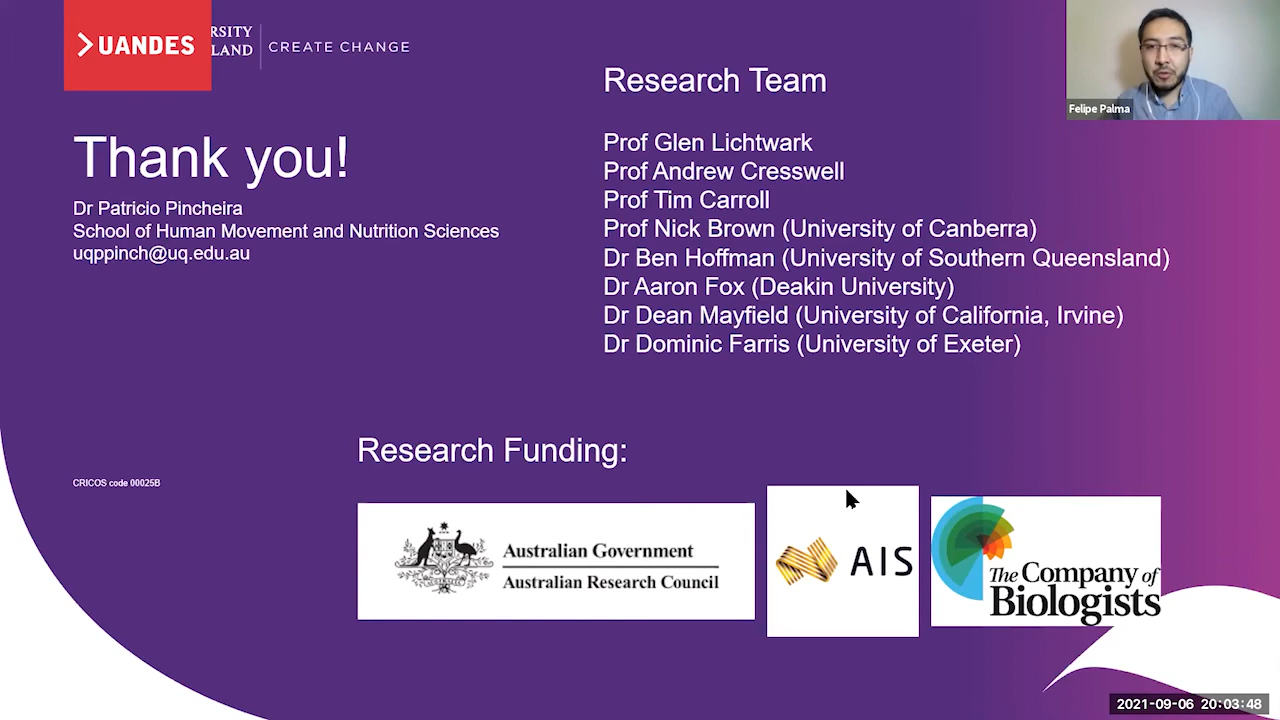 UANDES
RSITY
LAND
CREATE CHANGE
Thank you!
Dr Patricio Pincheira
School of Human Movement and Nutrition Sciences
uqppinch@uq.edu.au
Research Team
Prof Glen Lichtwark
Prof Andrew Cresswell
Prof Tim Carroll
Prof Nick Brown (University of Canberra)
Dr Ben Hoffman (University of Southern Queensland)
Dr Aaron Fox (Deakin University)
Dr Dean Mayfield (University of California, Irvine)
Dr Dominic Farris (University of Exeter)
Felipe Palma
Research Funding:
CRICOS code 00025B
Australian Government
Australian Research Council
AIS
The Company of
Biologists
2021-09-06 20:03:48